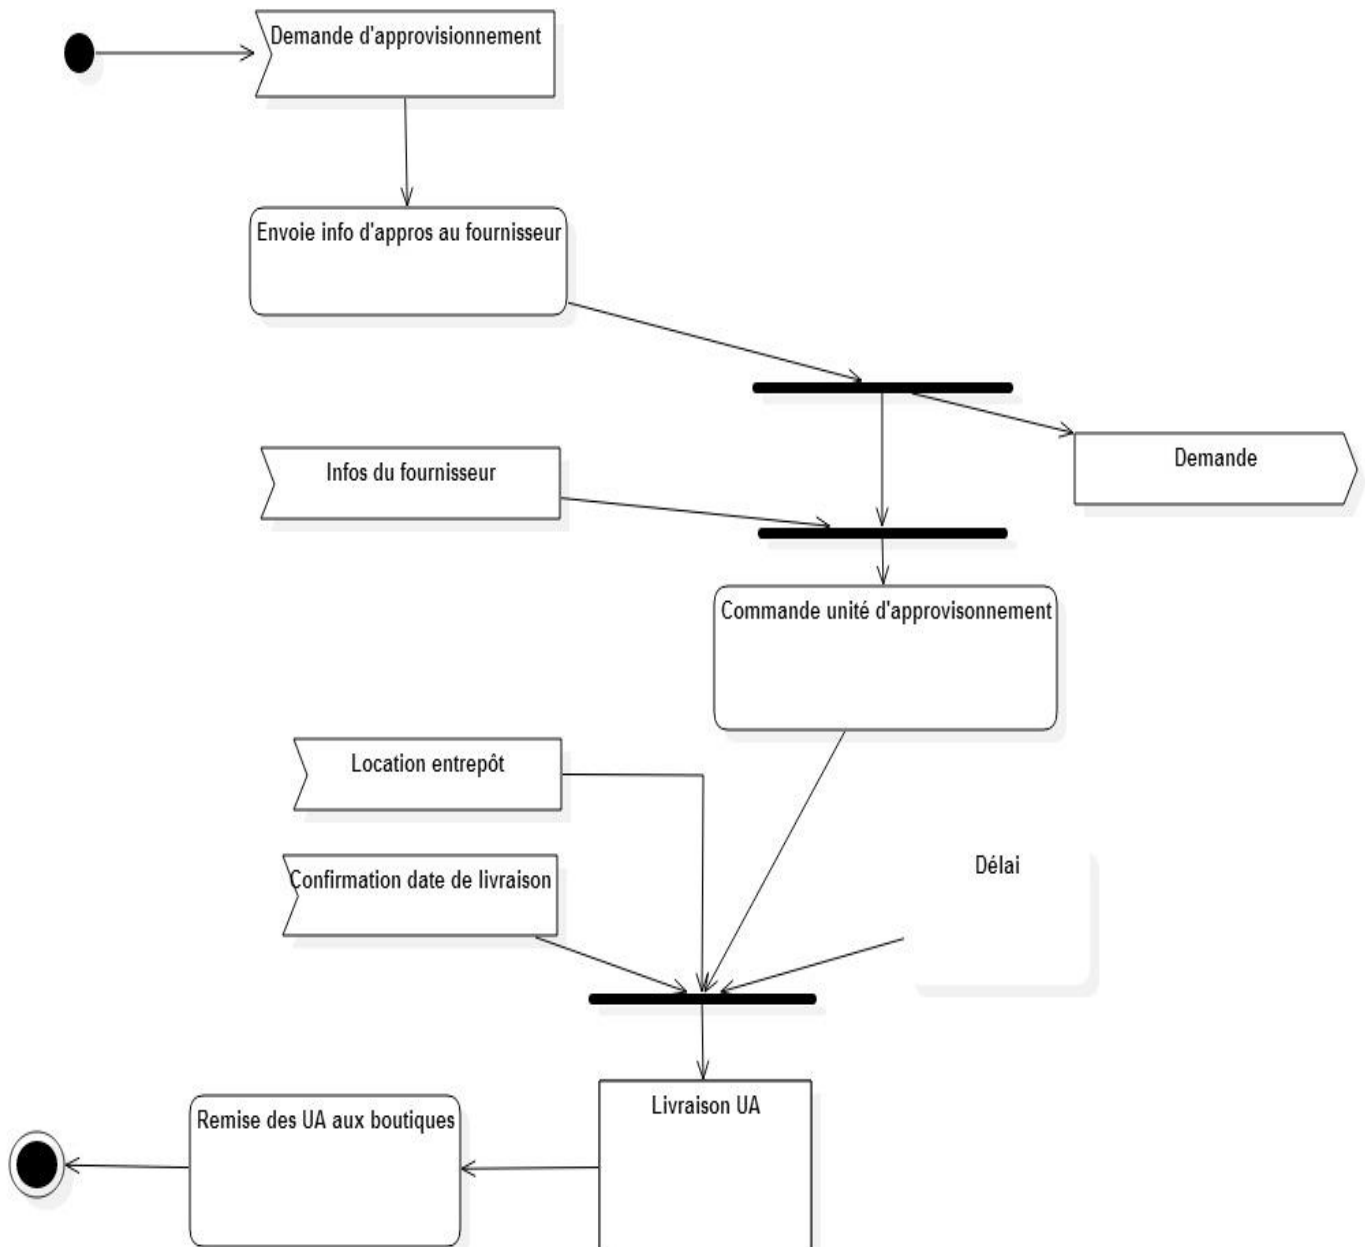 Demande d'approvisionnement
Envoie info d'appros au fournisseur
Demande
Infos du fournisseur
Commande unité d'approvisonnement
Location entrepôt
Confirmation date de livraison
Délai
Livraison UA
Remise des UA aux boutiques